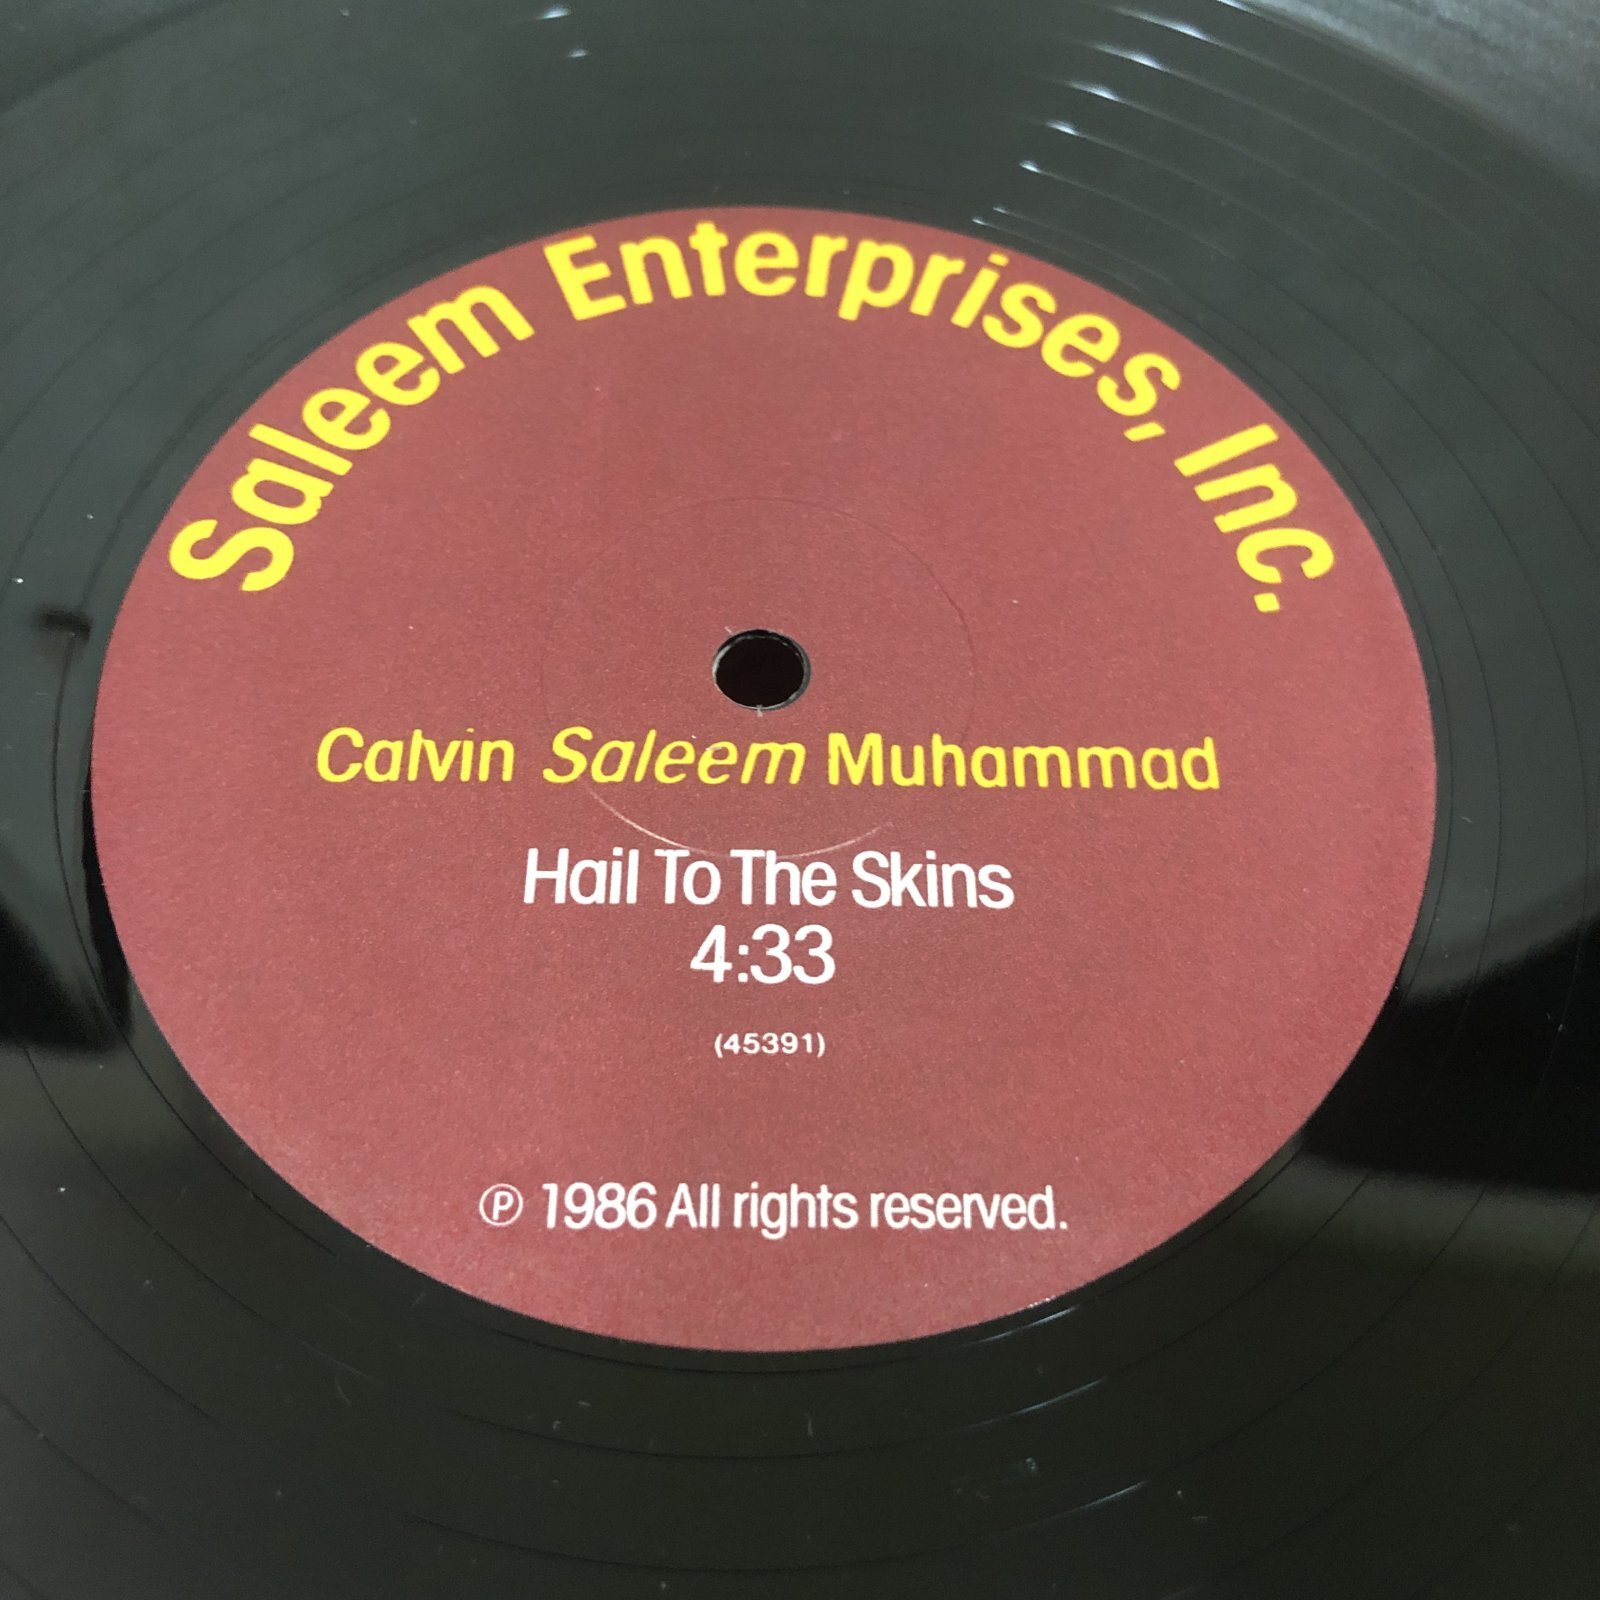 Saleem Enterprises, Inc.
Calvin Saleem Muhammad
Hail To The Skins
4:33
(45391)
℗ 1986 All rights reserved.